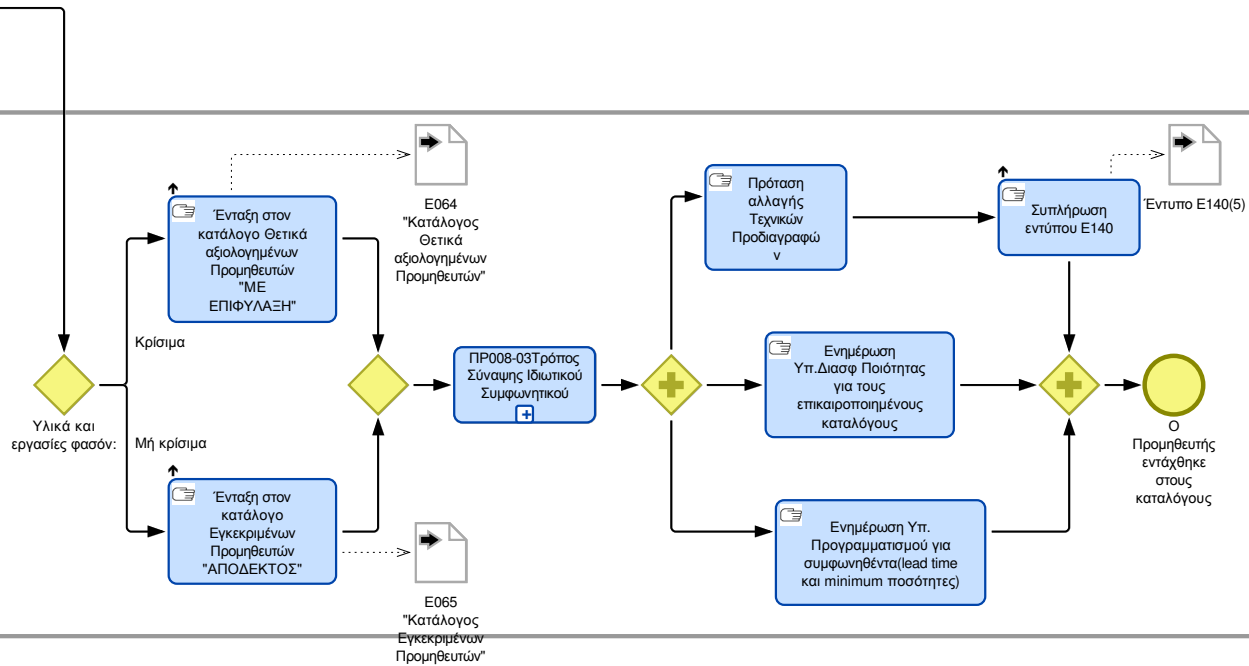 Ένταξη στον
κατάλογο Θετικά
αξιολογημένων
Προμηθευτών
"ΜΕ
ΕΠΙΦΥΛΑΞΗ"
Ε064
"Κατάλογος
Θετικά
αξιολογημένων
Προμηθευτών"
Πρόταση
αλλαγής
Τεχνικών
Προδιαγραφώ
ν
Συπλήρωση
εντύπου Ε140
Έντυπο Ε140(5)
Κρίσιμα
Υλικά και
εργασίες φασόν:
Μή κρίσιμα
ΠΡ008-03Τρόπος
Σύναψης Ιδιωτικού
Συμφωνητικού
Ενημέρωση
Υπ.Διασφ Ποιότητας
για τους
επικαιροποιημένους
καταλόγους
Ο
Προμηθευτής
εντάχθηκε
στους
καταλόγους
Ένταξη στον
κατάλογο
Εγκεκριμένων
Προμηθευτών
"ΑΠΟΔΕΚΤΟΣ"
Ενημέρωση Υπ.
Προγραμματισμού για
συμφωνηθέντα(lead time
και minimum ποσότητες)
Ε065
"Κατάλογος
Εγκεκριμένων
Προμηθευτών"